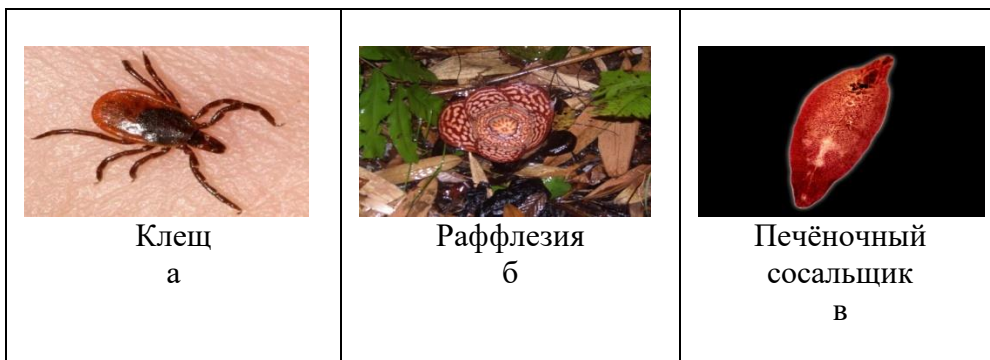 Клещ
а
Раффлезия
б
Печёночный
сосальщик
в